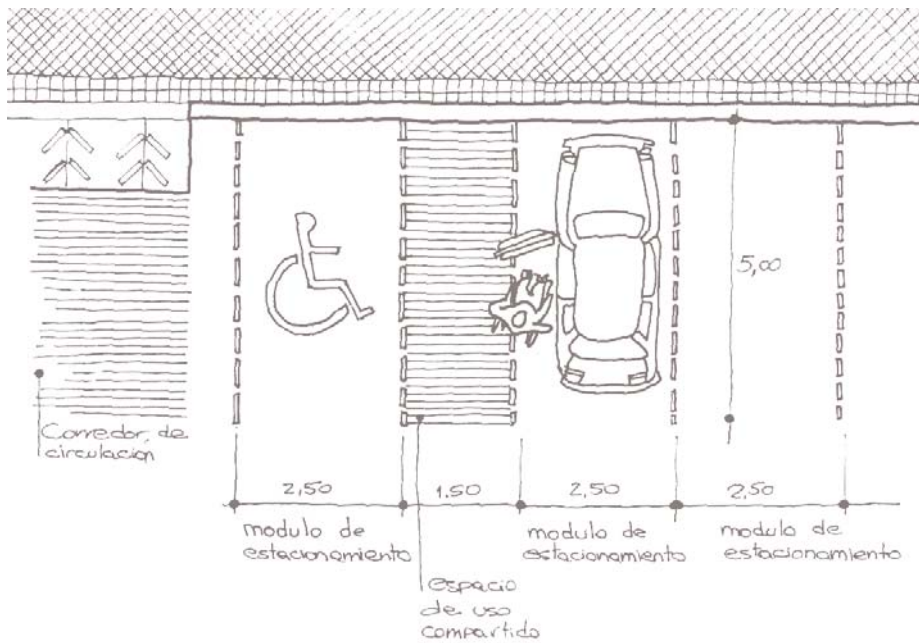 5,00
Corredor de
circulacion
2,50
1.50
2,50
2,50
modulo de
estacionamiento
modulo de
estacionamiento
modulo de
estacionamiento
espacio
de uso
compartido